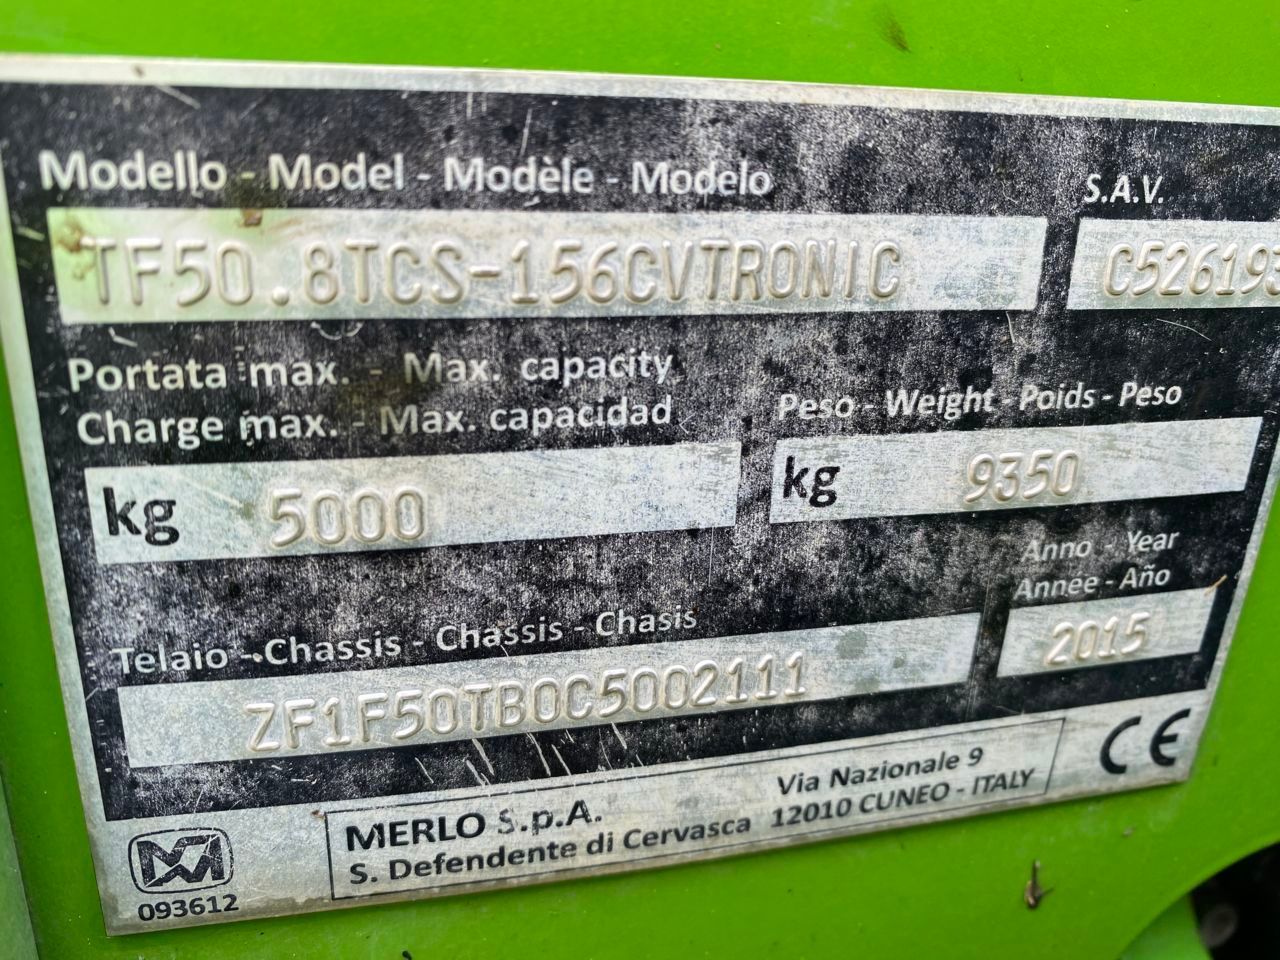 Modello - Model - Modèle - Modelo
S.A.V.
TF50.8TCS-156CVTRONIC
C526193
Portata max. - Max. capacity
Charge max. - Max. capacidad
Peso - Weight - Poids - Peso
kg 5000
kg 9350
Anno - Year
Année - Año
2015
Telaio - Chassis - Chassis - Chasis
ZF1F50TB0C5002111
CE
MERLO S.p.A.
S. Defendente di Cervasca
Via Nazionale 9
12010 CUNEO - ITALY
093612